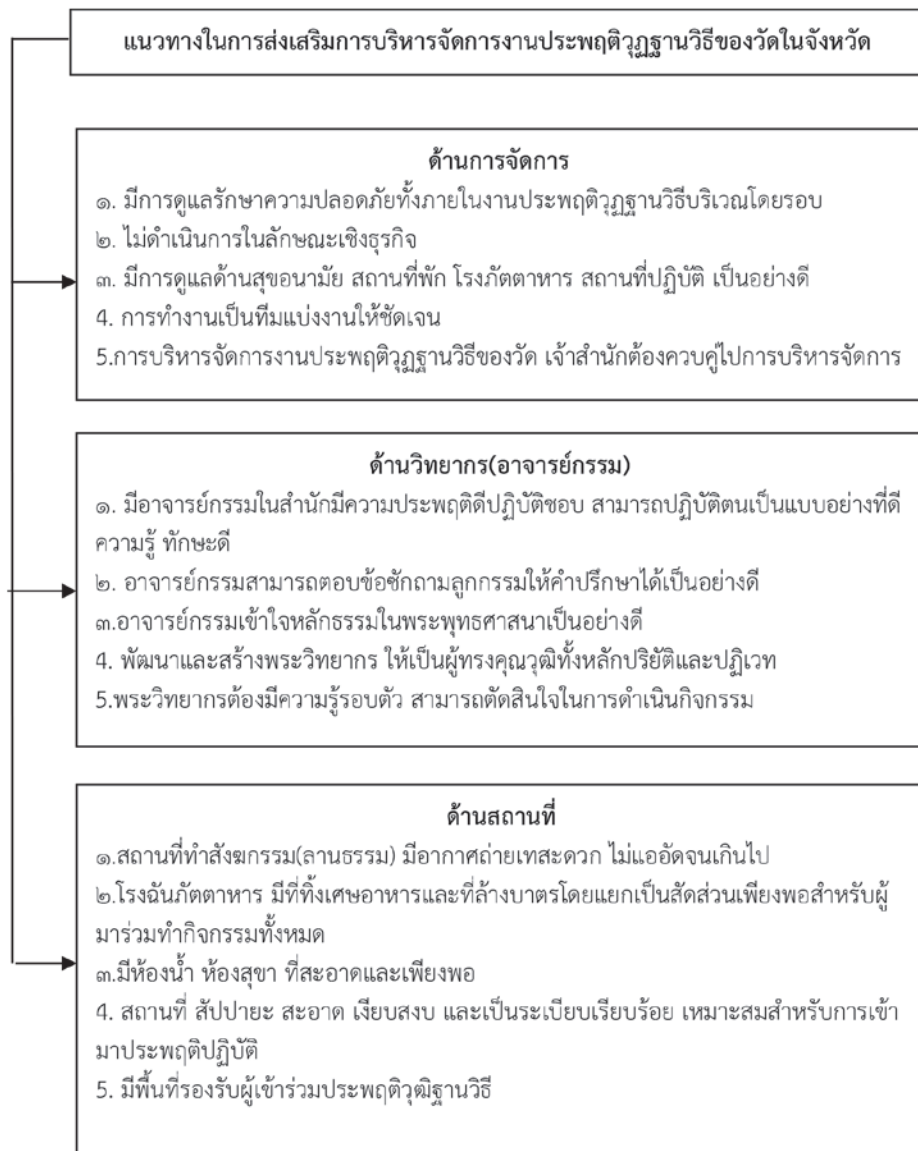 แนวทางในการส่งเสริมการบริหารจัดการงานประพฤติวุฏฐานวิธีของวัดในจังหวัด
ด้านการจัดการ
๑. มีการดูแลรักษาความปลอดภัยทั้งภายในงานประพฤติวุฏฐานวิธีบริเวณโดยรอบ
๒. ไม่ดำเนินการในลักษณะเชิงธุรกิจ
๓. มีการดูแลด้านสุขอนามัย สถานที่พัก โรงภัตตาหาร สถานที่ปฏิบัติ เป็นอย่างดี
4. การทำงานเป็นทีมแบ่งงานให้ชัดเจน
5.การบริหารจัดการงานประพฤติวุฏฐานวิธีของวัด เจ้าสำนักต้องควบคู่ไปการบริหารจัดการ
ด้านวิทยากร(อาจารย์กรรม)
๑. มีอาจารย์กรรมในสำนักมีความประพฤติดีปฏิบัติชอบ สามารถปฏิบัติตนเป็นแบบอย่างที่ดี
ความรู้ ทักษะดี
๒. อาจารย์กรรมสามารถตอบข้อซักถามลูกกรรมให้คำปรึกษาได้เป็นอย่างดี
๓.อาจารย์กรรมเข้าใจหลักธรรมในพระพุทธศาสนาเป็นอย่างดี
4. พัฒนาและสร้างพระวิทยากร ให้เป็นผู้ทรงคุณวุฒิทั้งหลักปริยัติและปฏิเวท
5.พระวิทยากรต้องมีความรู้รอบตัว สามารถตัดสินใจในการดำเนินกิจกรรม
ด้านสถานที่
๑.สถานที่ทำสังฆกรรม(ลานธรรม) มีอากาศถ่ายเทสะดวก ไม่แออัดจนเกินไป
๒.โรงฉันภัตตาหาร มีที่ทิ้งเศษอาหารและที่ล้างบาตรโดยแยกเป็นสัดส่วนเพียงพอสำหรับผู้
มาร่วมทำกิจกรรมทั้งหมด
๓.มีห้องน้ำ ห้องสุขา ที่สะอาดและเพียงพอ
4. สถานที่ สัปปายะ สะอาด เงียบสงบ และเป็นระเบียบเรียบร้อย เหมาะสมสำหรับการเข้า
มาประพฤติปฏิบัติ
5. มีพื้นที่รองรับผู้เข้าร่วมประพฤติวุฒิฐานวิธี